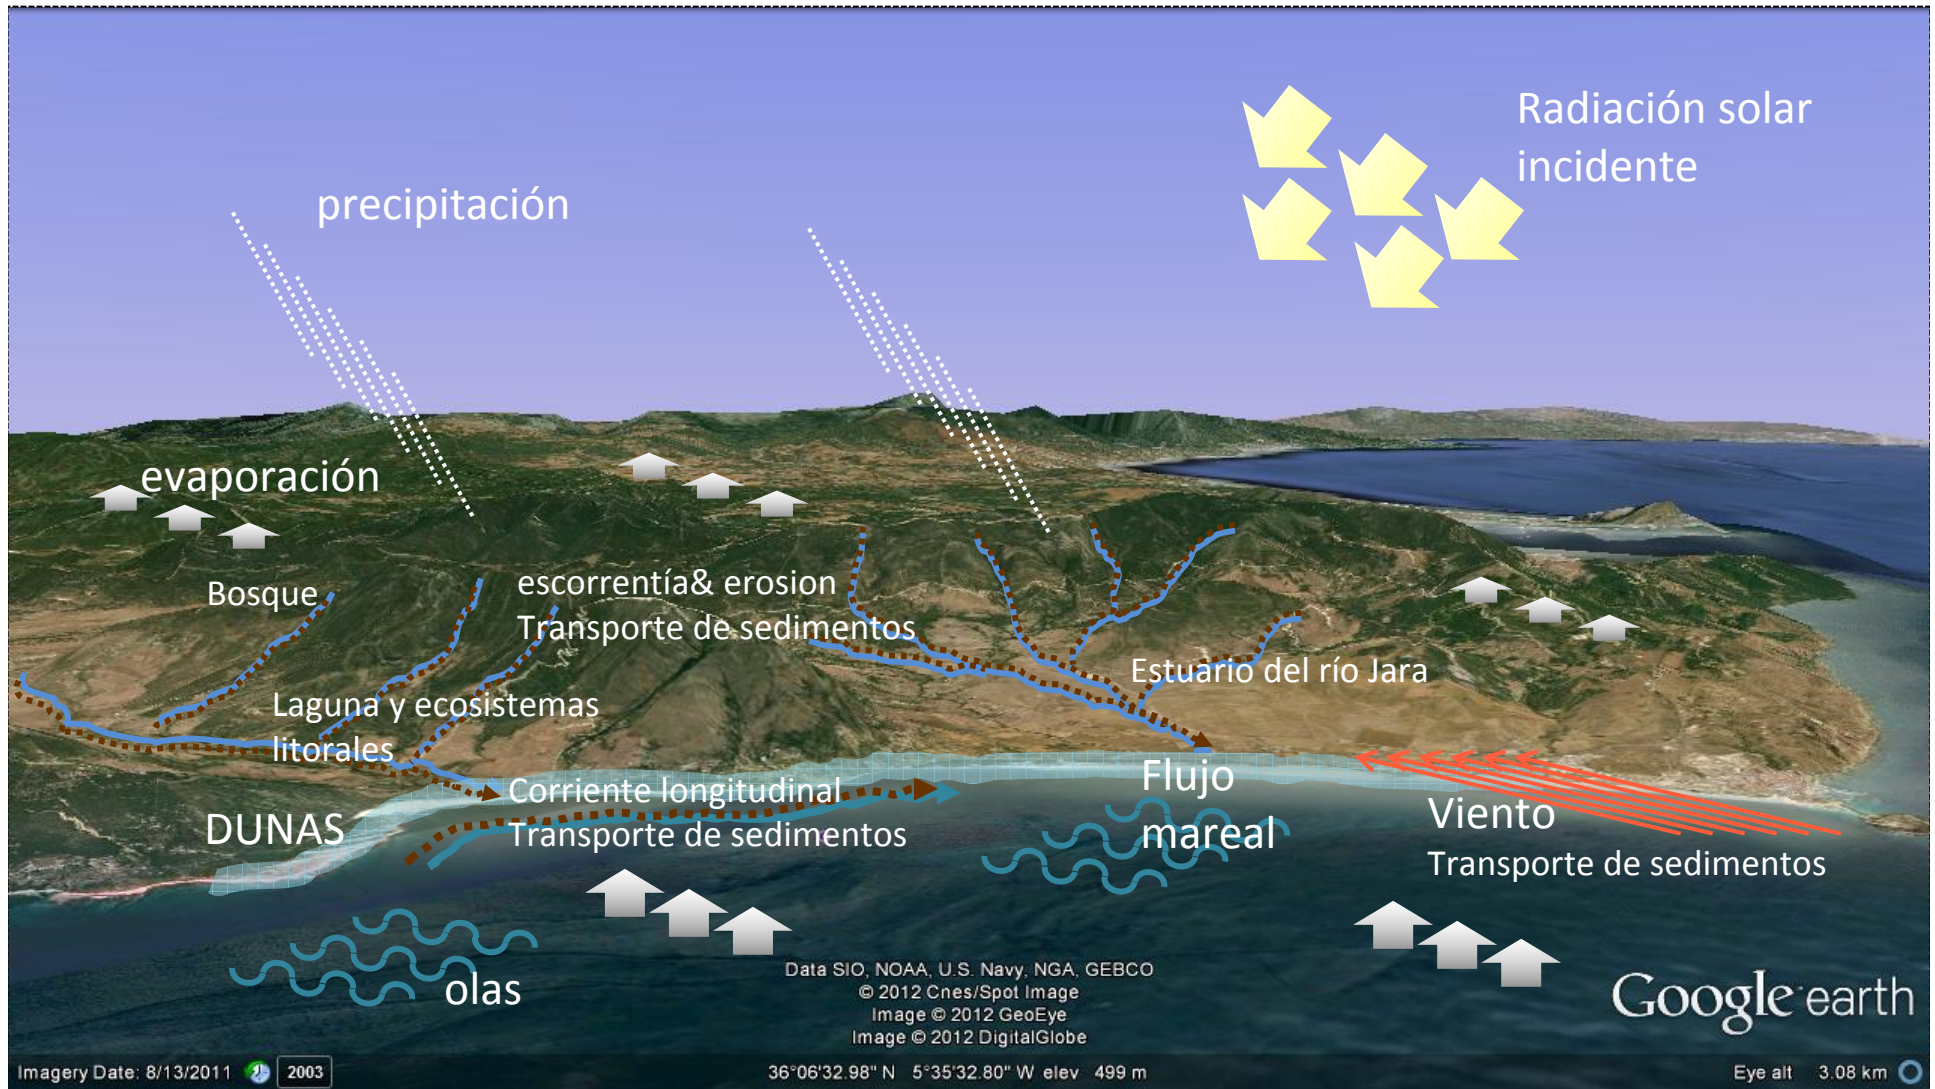 Radiación solar
incidente
precipitación
evaporación
Bosque
escorrentía& erosion
Transporte de sedimentos
Estuario del río Jara
Laguna y ecosistemas
litorales
Corriente longitudinal
Transporte de sedimentos
DUNAS
Flujo
mareal
Viento
Transporte de sedimentos
olas
Data SIO, NOAA, U.S. Navy, NGA, GEBCO
© 2012 Cnes/Spot Image
Image © 2012 GeoEye
Image © 2012 DigitalGlobe
Google earth
Imagery Date: 8/13/2011 2003
36°06'32.98" N 5°35'32.80" W elev 499 m
Eye alt 3.08 km